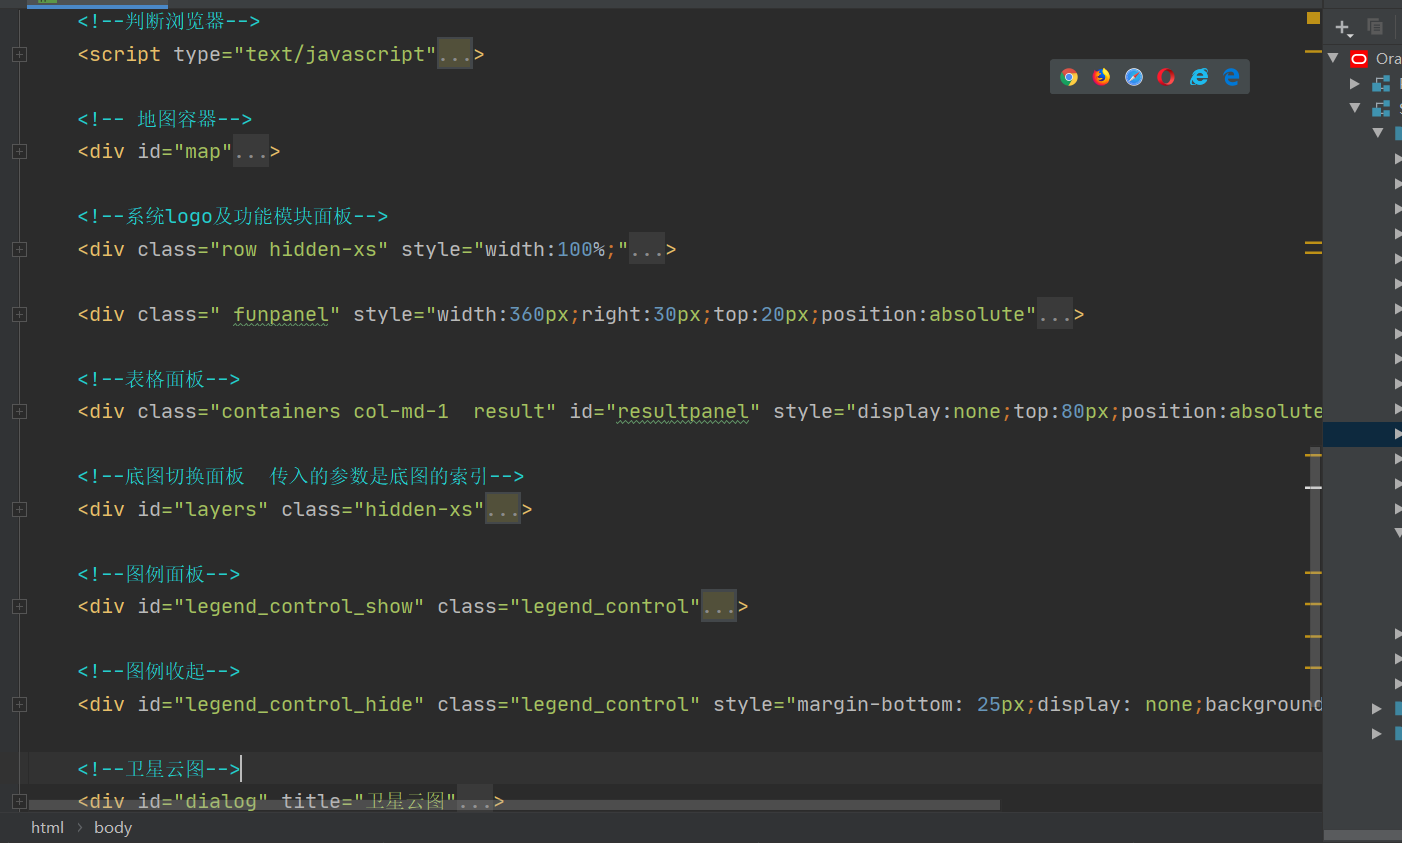 <!--判断浏览器-->
<script type="text/javascript"...>
<!-- 地图容器-->
<div id="map"...>
<!--系统logo及功能模块面板-->
<div class="row hidden-xs" style="width:100%;"...>
<div class=" funpanel" style="width:360px;right:30px;top:20px;position:absolute"...>
<!--表格面板-->
<div class="containers col-md-1  result" id="resultpanel" style="display:none;top:80px;position:absolute
<!--底图切换面板  传入的参数是底图的索引-->
<div id="layers" class="hidden-xs"...>
<!--图例面板-->
<div id="legend_control_show" class="legend_control"...>
<!--图例收起-->
<div id="legend_control_hide" class="legend_control" style="margin-bottom: 25px;display: none;background
<!--卫星云图-->
<div id="dialog" title="卫星云图"...>
html › body
Ora